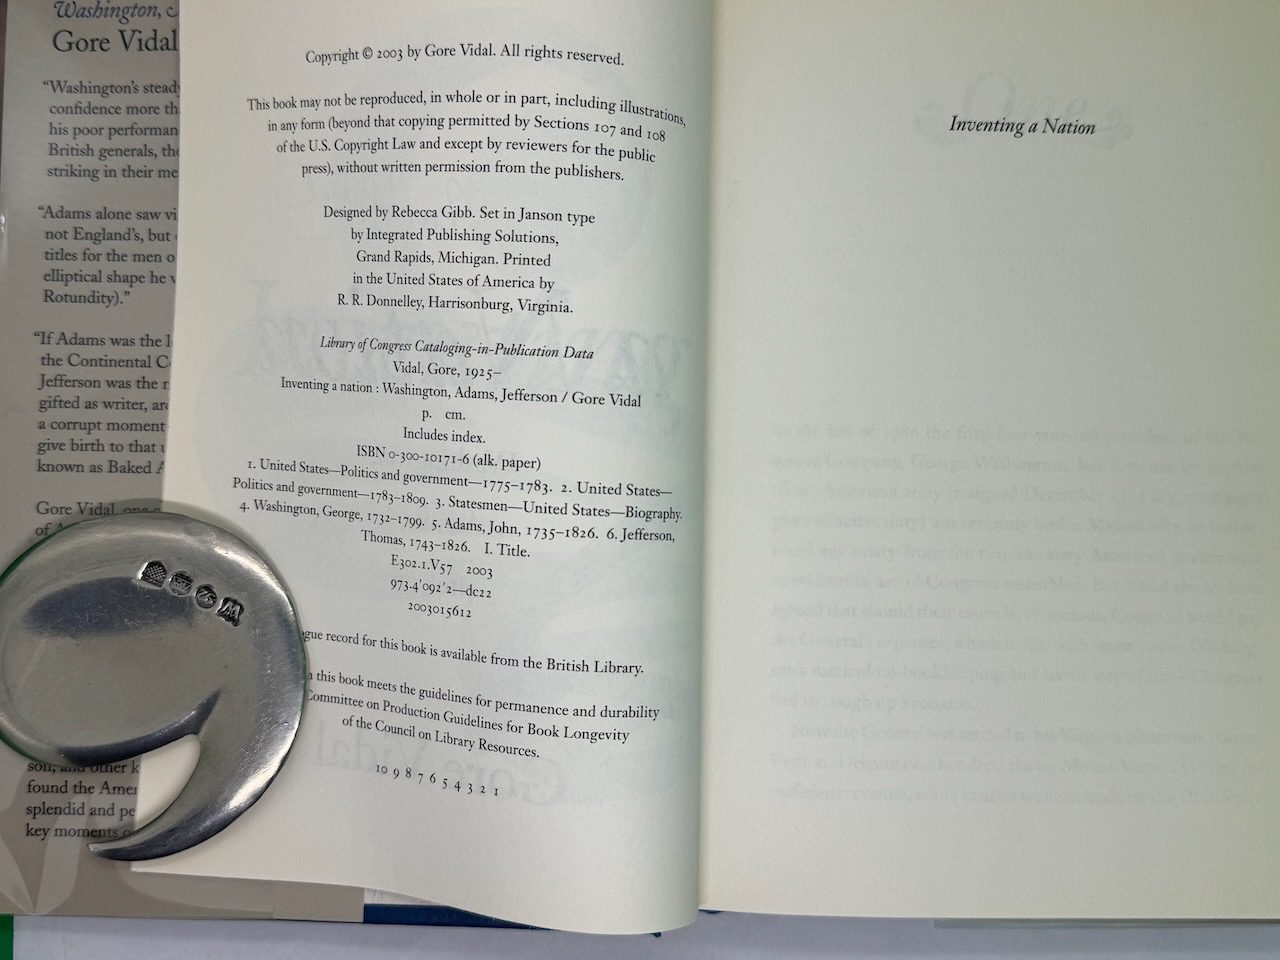 Washington,
Gore Vidal
“Washington’s steady
confidence more
his poor performan
British generals,
striking in their me
“Adams alone saw
not England’s, but
titles for the men
elliptical shape he
Rotundity).”
“If Adams was the
the Continental
Jefferson was the
gifted as writer,
a corrupt moment
give birth to that
known as Baked
Gore Vidal,
of
son, and other
found the Amer
splendid and
key moments
Copyright © 2003 by Gore Vidal. All rights reserved.
This book may not be reproduced, in whole or in part, including illustrations,
in any form (beyond that copying permitted by Sections 107 and 108
of the U.S. Copyright Law and except by reviewers for the public
press), without written permission from the publishers.
Designed by Rebecca Gibb. Set in Janson type
by Integrated Publishing Solutions,
Grand Rapids, Michigan. Printed
in the United States of America by
R. R. Donnelley, Harrisonburg, Virginia.
Library of Congress Cataloging-in-Publication Data
Vidal, Gore, 1925–
Inventing a nation : Washington, Adams, Jefferson / Gore Vidal
p. cm.
Includes index.
ISBN 0-300-10171-6 (alk. paper)
1. United States—Politics and government—1775–1783. 2. United States—
Politics and government—1783–1809. 3. Statesmen—United States—Biography.
4. Washington, George, 1732–1799. 5. Adams, John, 1735–1826. 6. Jefferson,
Thomas, 1743–1826. I. Title.
E302.1.V57 2003
973.4′092′2—dc22
2003015612
gue record for this book is available from the British Library.
this book meets the guidelines for permanence and durability
Committee on Production Guidelines for Book Longevity
of the Council on Library Resources.
10 9 8 7 6 5 4 3 2 1
Inventing a Nation